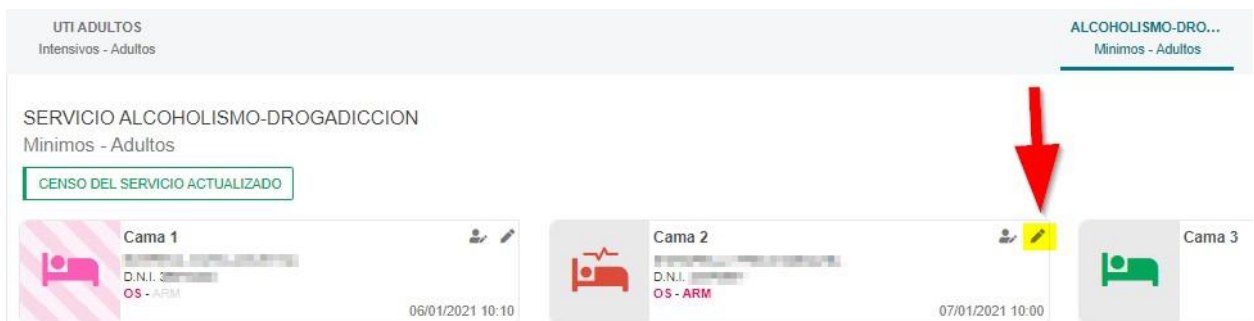 UTI ADULTOS
Intensivos - Adultos
ALCOHOLISMO-DRO...
Minimos - Adultos
SERVICIO ALCOHOLISMO-DROGADICCION
Minimos - Adultos
CENSO DEL SERVICIO ACTUALIZADO
Cama 1
D.N.I.
OS - ARM
06/01/2021 10:10
Cama 2
D.N.I.
OS - ARM
07/01/2021 10:00
Cama 3